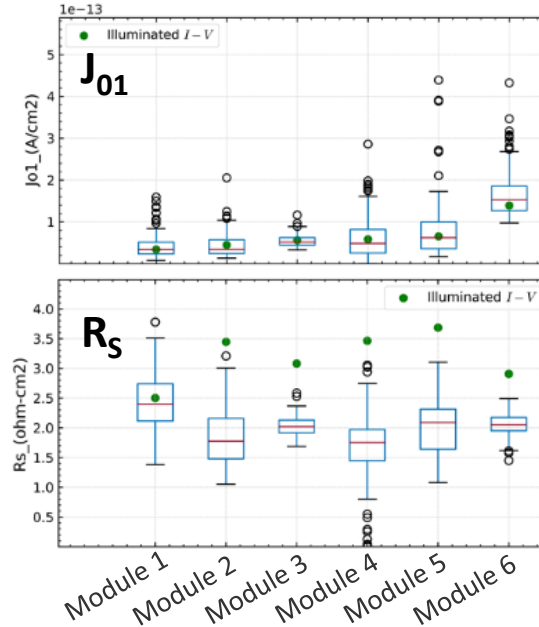 1e−13
Illuminated I − V
J01
Jo1_(A/cm2)
5
4
3
2
1
Illuminated I − V
RS
Rs_(ohm-cm2)
4.0
3.5
3.0
2.5
2.0
1.5
1.0
0.5
Module 1
Module 2
Module 3
Module 4
Module 5
Module 6